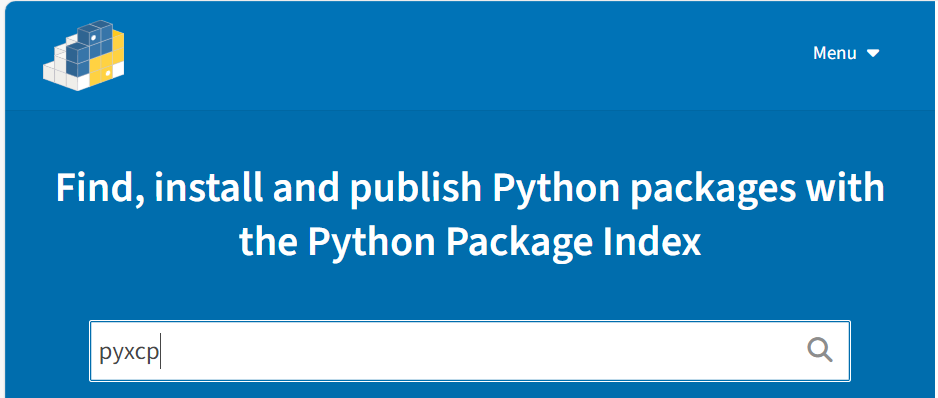 Menu
Find, install and publish Python packages with
the Python Package Index
pyxcp